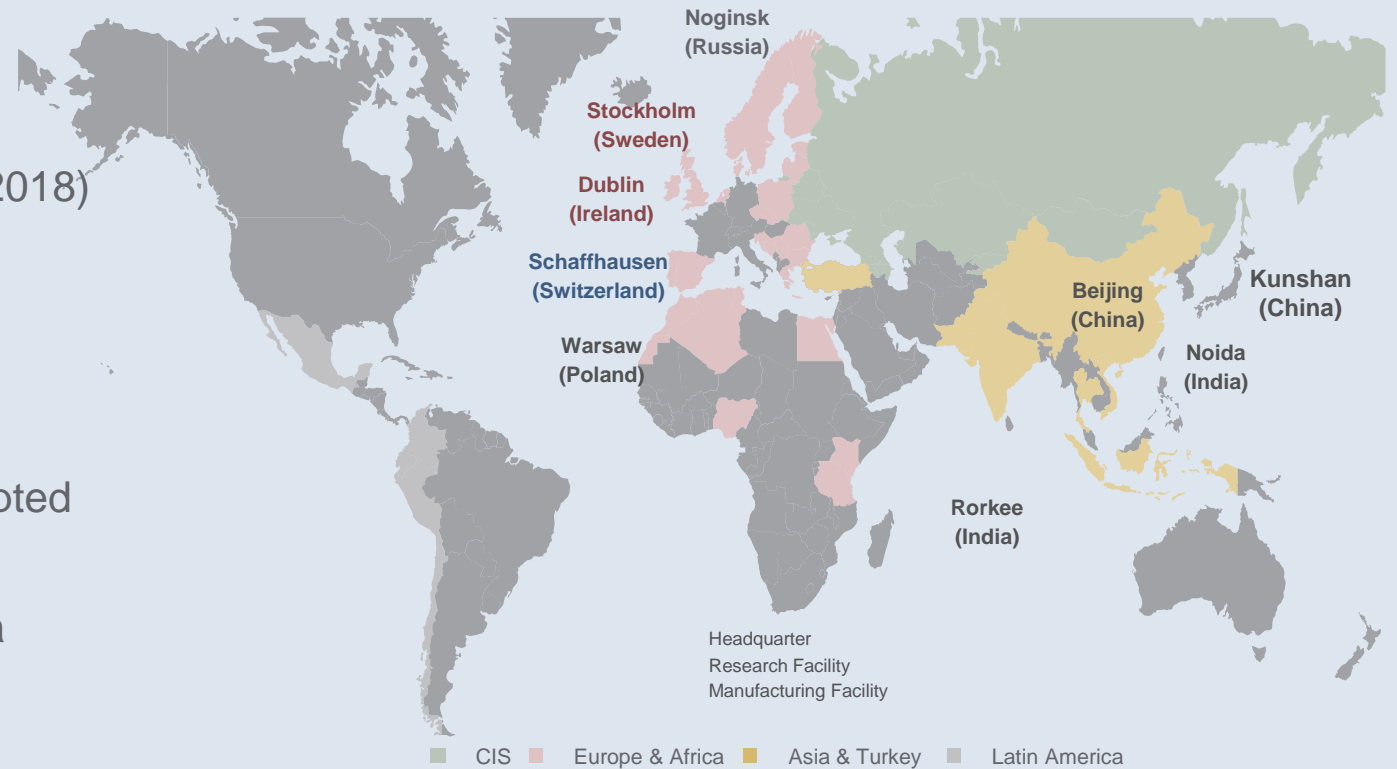 Noginsk
(Russia)
Stockholm
(Sweden)
2018)
Dublin
(Ireland)
Schaffhausen
(Switzerland)
Beijing
(China)
Kunshan
(China)
Warsaw
(Poland)
Noida
(India)
oted
Rorkee
(India)
a
Headquarter
Research Facility
Manufacturing Facility
CIS
Europe & Africa
Asia & Turkey
Latin America